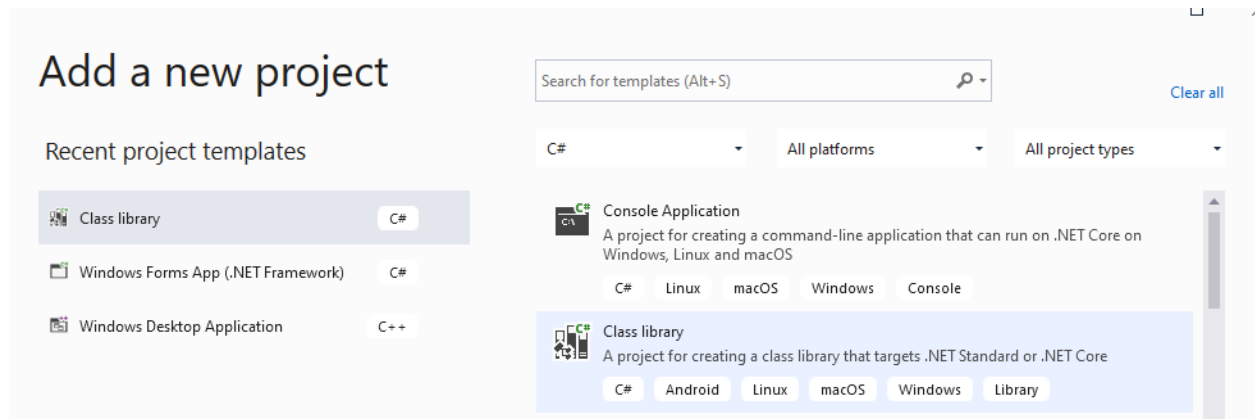 Add a new project
Search for templates (Alt+S)
Clear all
Recent project templates
C#
All platforms
All project types
Class library C#
Windows Forms App (.NET Framework) C#
Windows Desktop Application C++
C#
C:\
Console Application
A project for creating a command-line application that can run on .NET Core on
Windows, Linux and macOS
C# Linux macOS Windows Console
C#
Class library
A project for creating a class library that targets .NET Standard or .NET Core
C# Android Linux macOS Windows Library